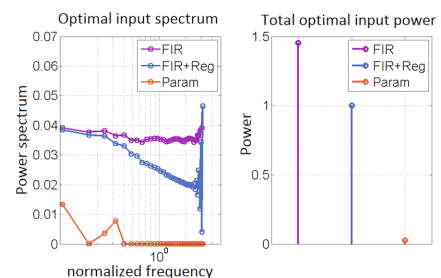 Optimal input spectrum
0.07
0.06
0.05
0.04
0.03
0.02
0.01
0
Power spectrum
FIR
FIR+Reg
Param
10^0
normalized frequency
Total optimal input power
1.5
1
0.5
0
Power
FIR
FIR+Reg
Param